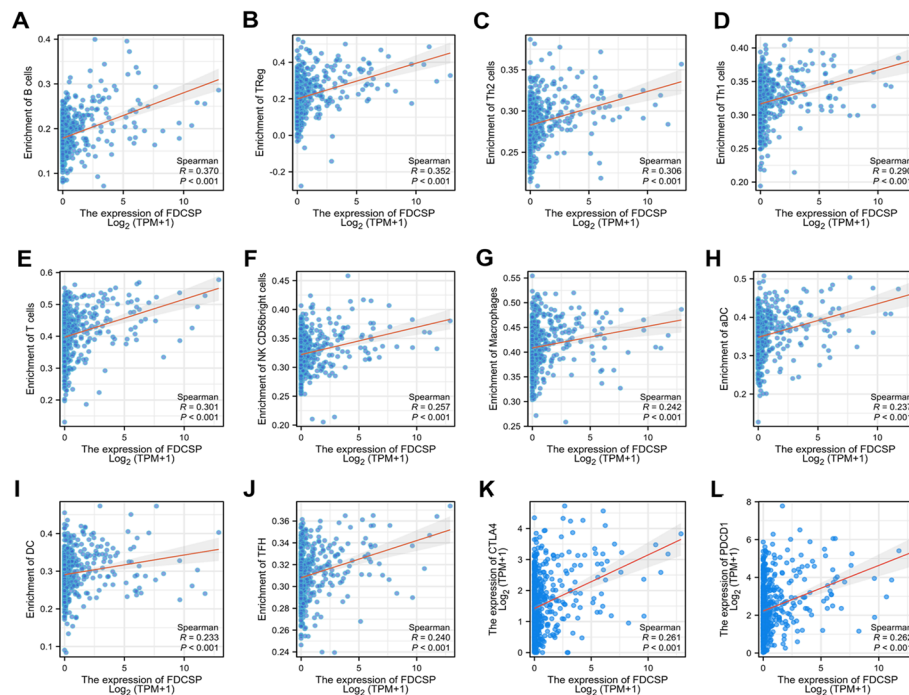 A
Enrichment of B cells
0.4
0.3
0.2
0.1
0
5
10
Spearman
R = 0.370
P < 0.001
The expression of FDCSP
Log2 (TPM+1)
B
Enrichment of TReg
0.4
0.2
0.0
-0.2
0
5
10
Spearman
R = 0.352
P < 0.001
The expression of FDCSP
Log2 (TPM+1)
C
Enrichment of Th2 cells
0.35
0.30
0.25
0
5
10
Spearman
R = 0.306
P < 0.001
The expression of FDCSP
Log2 (TPM+1)
D
Enrichment of Th1 cells
0.40
0.35
0.30
0.25
0.20
0
5
10
Spearman
R = 0.290
P < 0.001
The expression of FDCSP
Log2 (TPM+1)
E
Enrichment of T cells
0.6
0.5
0.4
0.3
0.2
0
5
10
Spearman
R = 0.301
P < 0.001
The expression of FDCSP
Log2 (TPM+1)
F
Enrichment of NK CD56bright cells
0.45
0.40
0.35
0.30
0.25
0.20
0
5
10
Spearman
R = 0.257
P < 0.001
The expression of FDCSP
Log2 (TPM+1)
G
Enrichment of Macrophages
0.55
0.50
0.45
0.40
0.35
0.30
0.25
0
5
10
Spearman
R = 0.242
P < 0.001
The expression of FDCSP
Log2 (TPM+1)
H
Enrichment of aDC
0.5
0.4
0.3
0.2
0
5
10
Spearman
R = 0.237
P < 0.001
The expression of FDCSP
Log2 (TPM+1)
I
Enrichment of DC
0.4
0.3
0.2
0.1
0
5
10
Spearman
R = 0.233
P < 0.001
The expression of FDCSP
Log2 (TPM+1)
J
Enrichment of TFH
0.36
0.34
0.32
0.30
0.28
0.26
0.24
0
5
10
Spearman
R = 0.240
P < 0.001
The expression of FDCSP
Log2 (TPM+1)
K
The expression of CTLA4
Log2 (TPM+1)
4
3
2
1
0
0
5
10
Spearman
R = 0.261
P < 0.001
The expression of FDCSP
Log2 (TPM+1)
L
The expression of PDCD1
Log2 (TPM+1)
8
6
4
2
0
0
5
10
Spearman
R = 0.262
P < 0.001
The expression of FDCSP
Log2 (TPM+1)